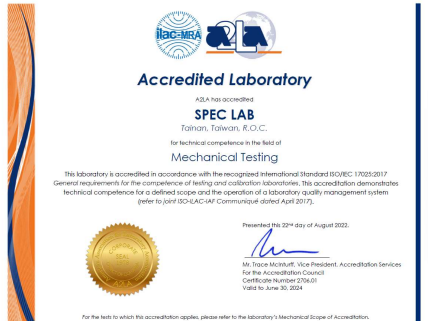 ilac-MRA
A2LA
Accredited Laboratory
A2LA has accredited
SPEC LAB
Tainan, Taiwan, R.O.C.
for technical competence in the field of
Mechanical Testing
This laboratory is accredited in accordance with the recognized International Standard ISO/IEC 17025:2017
General requirements for the competence of testing and calibration laboratories. This accreditation demonstrates
technical competence for a defined scope and the operation of a laboratory quality management system
(refer to joint ISO-ILAC-IAF Communiqué dated April 2017).
Presented this 22nd day of August 2022.
Mr. Trace McInturff, Vice President, Accreditation Services
For the Accreditation Council
Certificate Number 2706.01
Valid to June 30, 2024
For the tests to which this accreditation applies, please refer to the laboratory's Mechanical Scope of Accreditation.